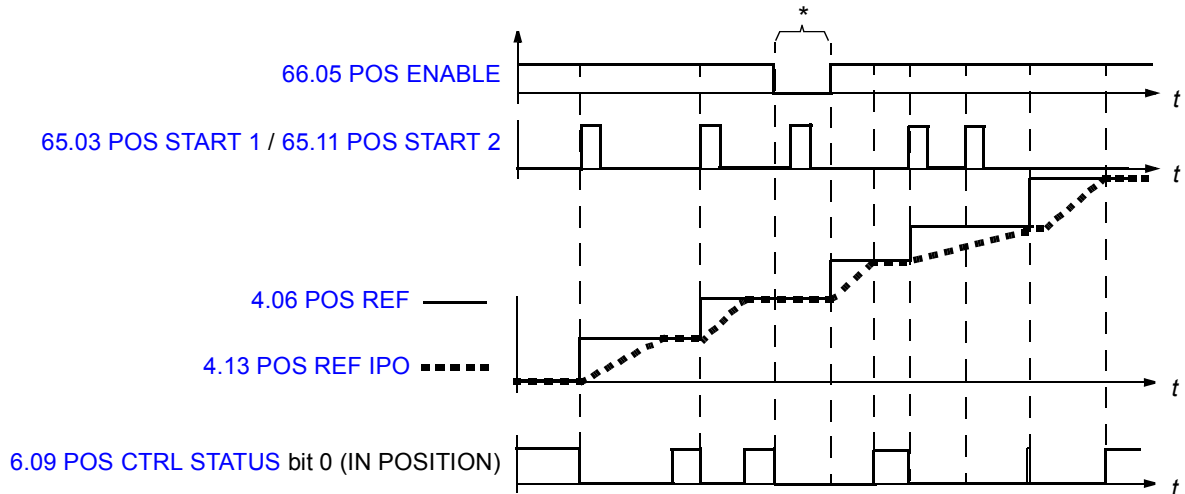 *
66.05 POS ENABLE
t
65.03 POS START 1 / 65.11 POS START 2
t
4.06 POS REF
4.13 POS REF IPO
t
6.09 POS CTRL STATUS bit 0 (IN POSITION)
t